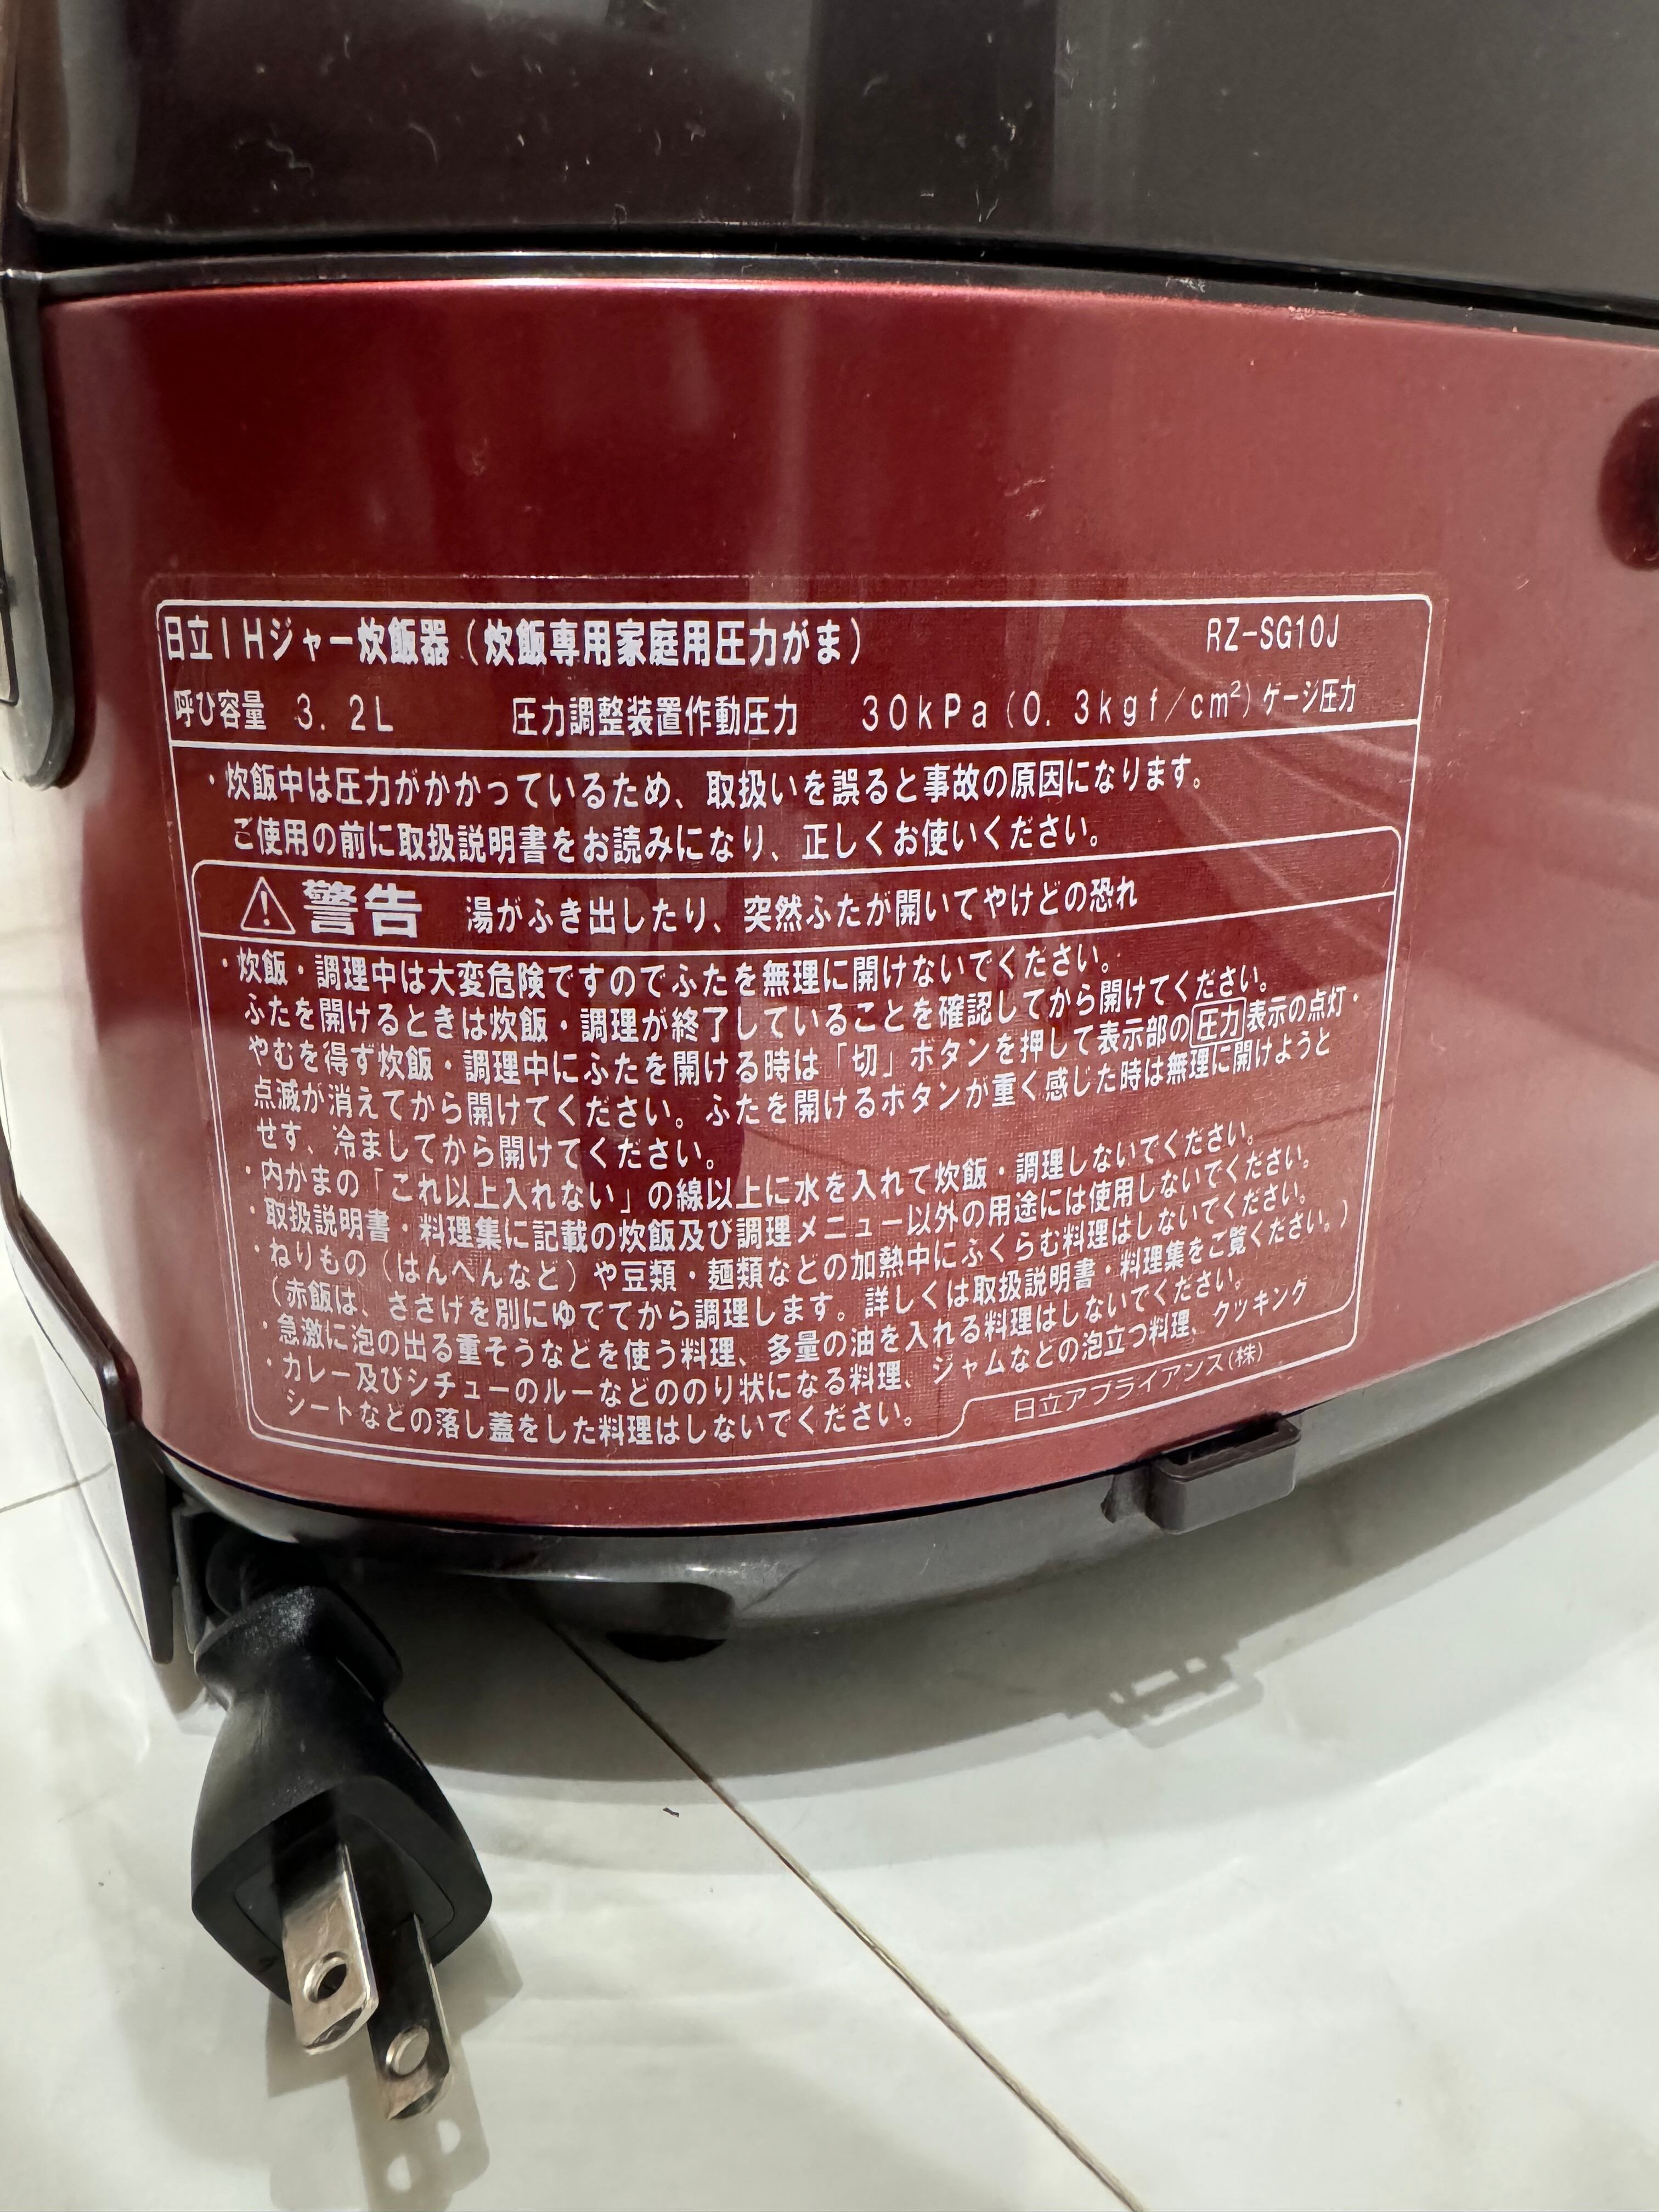 日立IHジャー炊飯器(炊飯専用家庭用圧力がま) RZ-SG10J
呼び容量 3.2L 圧力調整装置作動圧力 30kPa(0.3kgf/cm²)ゲージ圧力
・炊飯中は圧力がかかっているため、取扱いを誤ると事故の原因になります。
ご使用の前に取扱説明書をお読みになり、正しくお使いください。
⚠警告 湯がふき出したり、突然ふたが開いてやけどの恐れ
・炊飯・調理中は大変危険ですのでふたを無理に開けないでください。
ふたを開けるときは炊飯・調理が終了していることを確認してから開けてください。
やむを得ず炊飯・調理中にふたを開ける時は「切」ボタンを押して表示部の圧力表示の点灯・
点滅が消えてから開けてください。ふたを開けるボタンが重く感じた時は無理に開けようと
せず、冷ましてから開けてください。
・内かまの「これ以上入れない」の線以上に水を入れて炊飯・調理しないでください。
・取扱説明書・料理集に記載の炊飯及び調理メニュー以外の用途には使用しないでください。
・ねりもの(はんぺんなど)や豆類・麺類などの加熱中にふくらむ料理はしないでください。
(赤飯は、ささげを別にゆでてから調理します。詳しくは取扱説明書・料理集をご覧ください。)
・急激に泡の出る重そうなどを使う料理、多量の油を入れる料理はしないでください。
・カレー及びシチューのルーなどののり状になる料理、ジャムなどの泡立つ料理、クッキング
シートなどの落し蓋をした料理はしないでください。
日立アプライアンス(株)